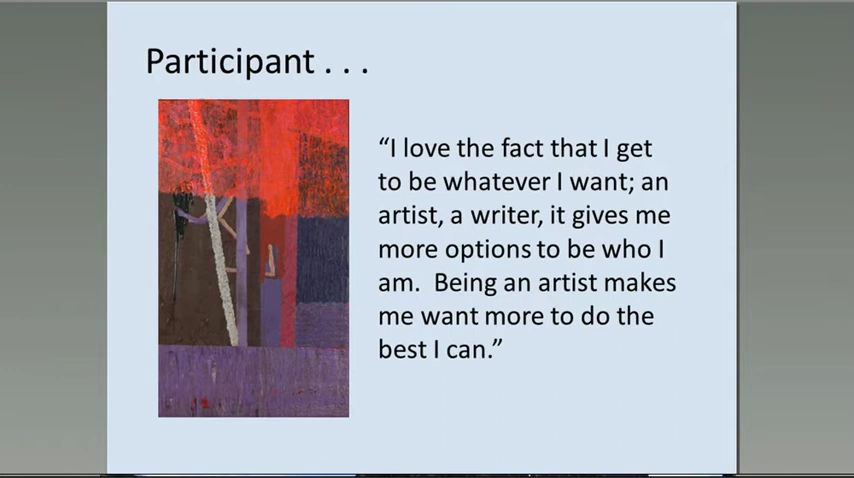 Participant . . .
“I love the fact that I get
to be whatever I want; an
artist, a writer, it gives me
more options to be who I
am.  Being an artist makes
me want more to do the
best I can.”